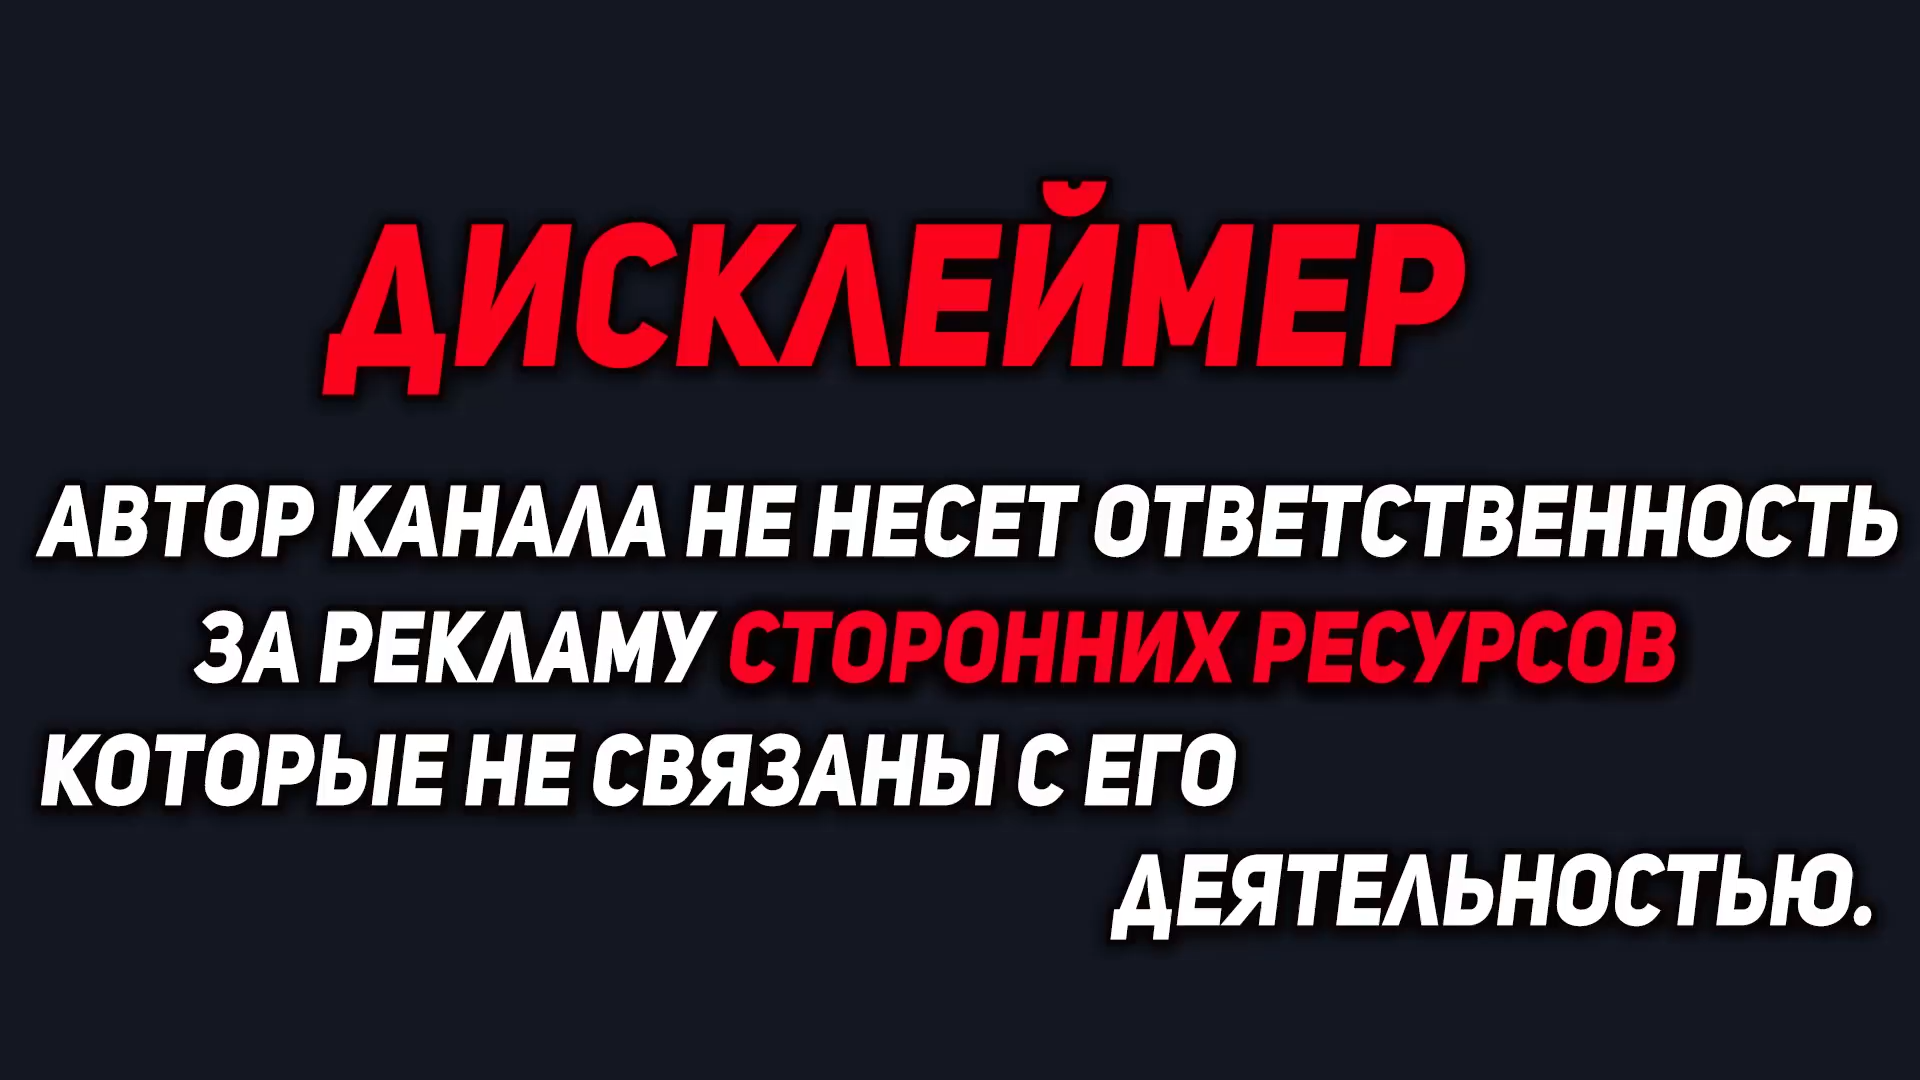 ДИСКЛЕЙМЕР
АВТОР КАНАЛА НЕ НЕСЕТ ОТВЕТСТВЕННОСТЬ
ЗА РЕКЛАМУ СТОРОННИХ РЕСУРСОВ
КОТОРЫЕ НЕ СВЯЗАНЫ С ЕГО
ДЕЯТЕЛЬНОСТЬЮ.